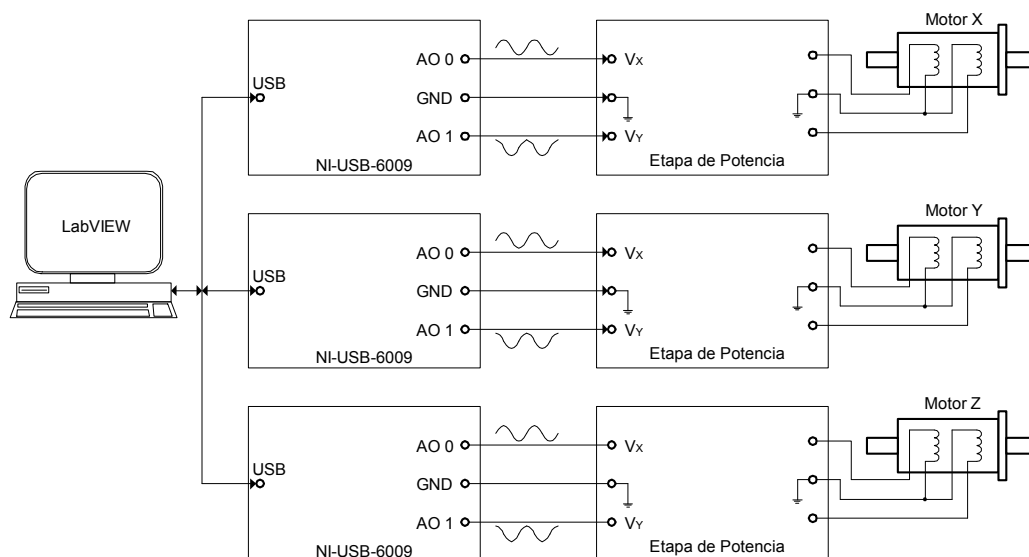 Motor X
AO 0
VX
USB
GND
AO 1
VY
NI-USB-6009
Etapa de Potencia
LabVIEW
Motor Y
AO 0
VX
USB
GND
AO 1
VY
NI-USB-6009
Etapa de Potencia
Motor Z
AO 0
VX
USB
GND
AO 1
VY
NI-USB-6009
Etapa de Potencia